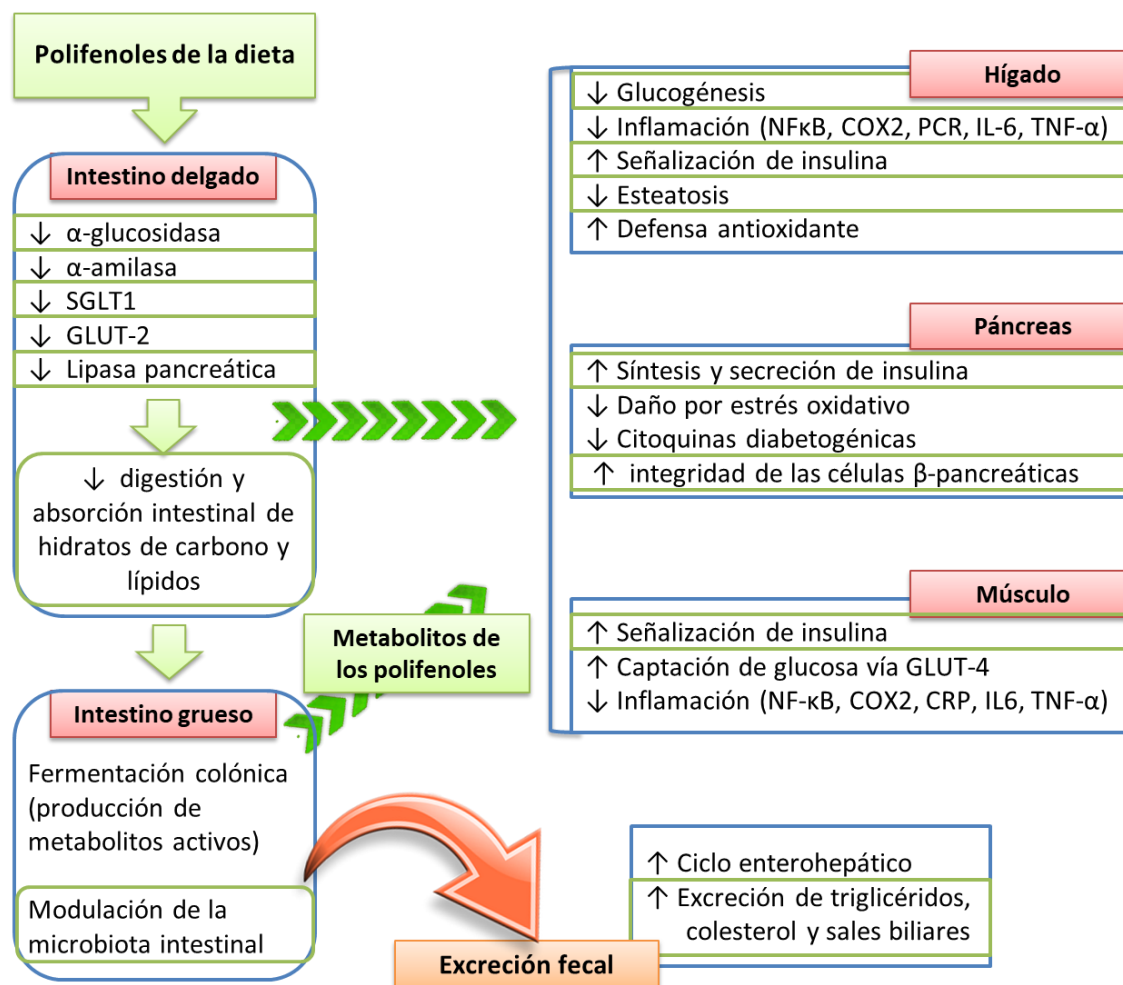 Polifenoles de la dieta
Intestino delgado
↓ α-glucosidasa
↓ α-amilasa
↓ SGLT1
↓ GLUT-2
↓ Lipasa pancreática
↓ digestión y
absorción intestinal de
hidratos de carbono y
lípidos
Metabolitos de
los polifenoles
Intestino grueso
Fermentación colónica
(producción de
metabolitos activos)
Modulación de la
microbiota intestinal
Hígado
↓ Glucogénesis
↓ Inflamación (NFκB, COX2, PCR, IL-6, TNF-α)
↑ Señalización de insulina
↓ Esteatosis
↑ Defensa antioxidante
Páncreas
↑ Síntesis y secreción de insulina
↓ Daño por estrés oxidativo
↓ Citoquinas diabetogénicas
↑ integridad de las células β-pancreáticas
Músculo
↑ Señalización de insulina
↑ Captación de glucosa vía GLUT-4
↓ Inflamación (NF-κB, COX2, CRP, IL6, TNF-α)
Excreción fecal
↑ Ciclo enterohepático
↑ Excreción de triglicéridos,
colesterol y sales biliares